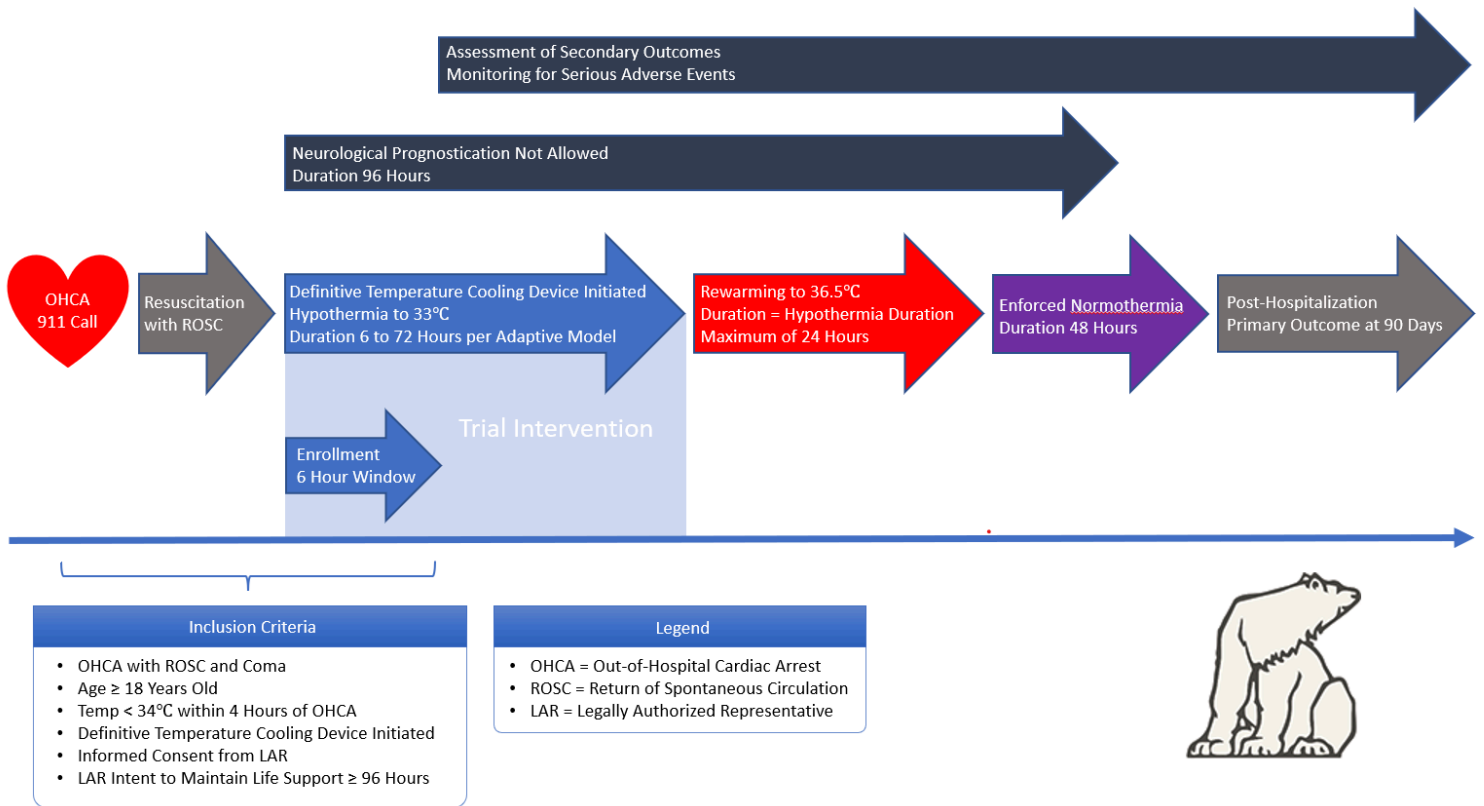 Assessment of Secondary Outcomes
Monitoring for Serious Adverse Events
Neurological Prognostication Not Allowed
Duration 96 Hours
OHCA
911 Call
Resuscitation
with ROSC
Definitive Temperature Cooling Device Initiated
Hypothermia to 33℃
Duration 6 to 72 Hours per Adaptive Model
Rewarming to 36.5℃
Duration = Hypothermia Duration
Maximum of 24 Hours
Enforced Normothermia
Duration 48 Hours
Post-Hospitalization
Primary Outcome at 90 Days
Trial Intervention
Enrollment
6 Hour Window
Inclusion Criteria
• OHCA with ROSC and Coma
• Age ≥ 18 Years Old
• Temp < 34℃ within 4 Hours of OHCA
• Definitive Temperature Cooling Device Initiated
• Informed Consent from LAR
• LAR Intent to Maintain Life Support ≥ 96 Hours
Legend
• OHCA = Out-of-Hospital Cardiac Arrest
• ROSC = Return of Spontaneous Circulation
• LAR = Legally Authorized Representative